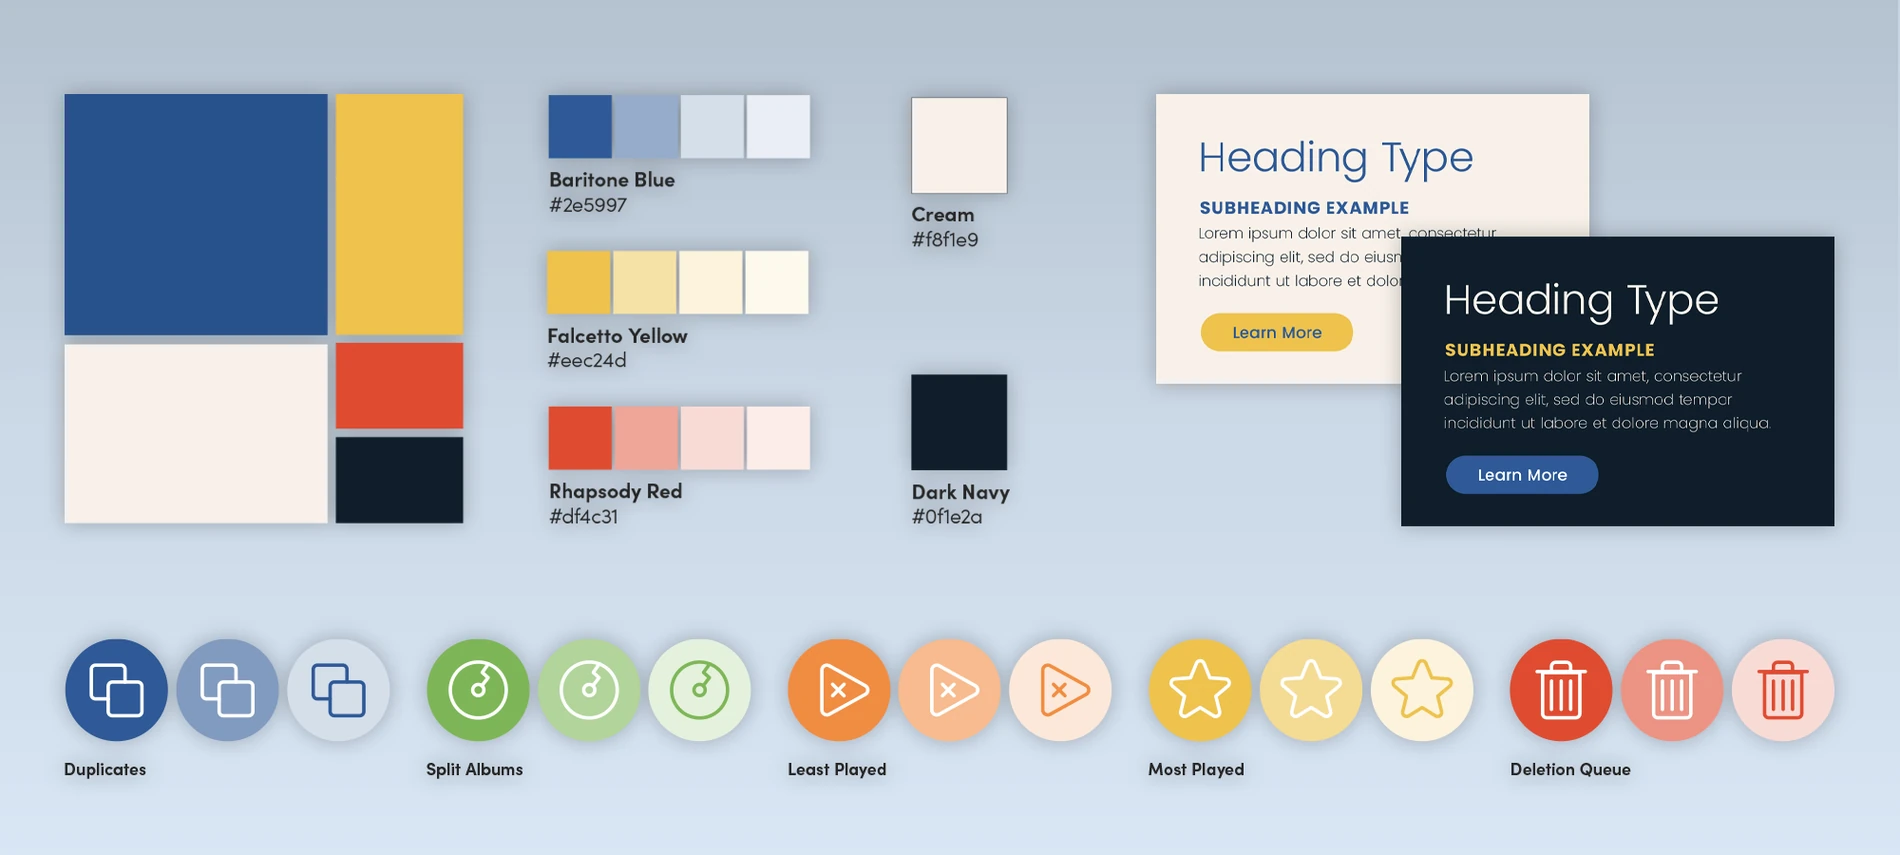 Baritone Blue
#2e5997
Falcetto Yellow
#eec24d
Rhapsody Red
#df4c31
Cream
#f8f1e9
Dark Navy
#0f1e2a
Heading Type
SUBHEADING EXAMPLE
Lorem ipsum dolor sit amet, consectetur
adipiscing elit, sed do eiusm
incididunt ut labore et dolor
Learn More
Heading Type
SUBHEADING EXAMPLE
Lorem ipsum dolor sit amet, consectetur
adipiscing elit, sed do eiusmod tempor
incididunt ut labore et dolore magna aliqua.
Learn More
Duplicates
Split Albums
Least Played
Most Played
Deletion Queue